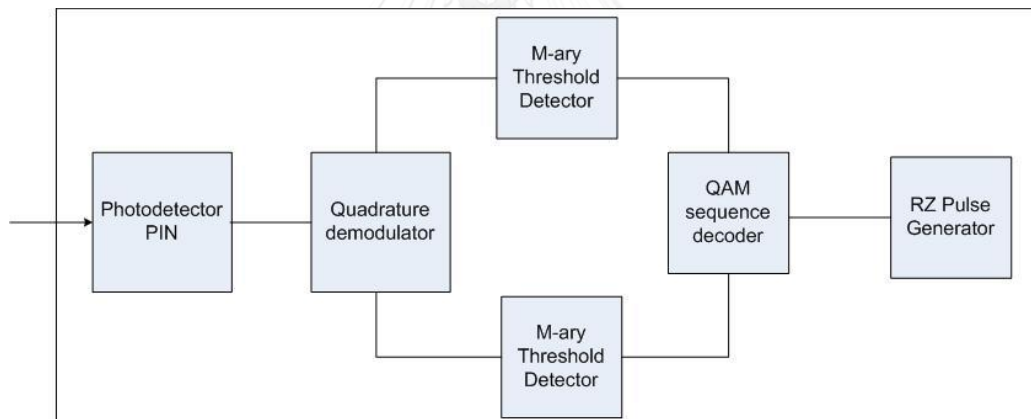 M-ary
Threshold
Detector
Photodetector
PIN
Quadrature
demodulator
QAM
sequence
decoder
RZ Pulse
Generator
M-ary
Threshold
Detector